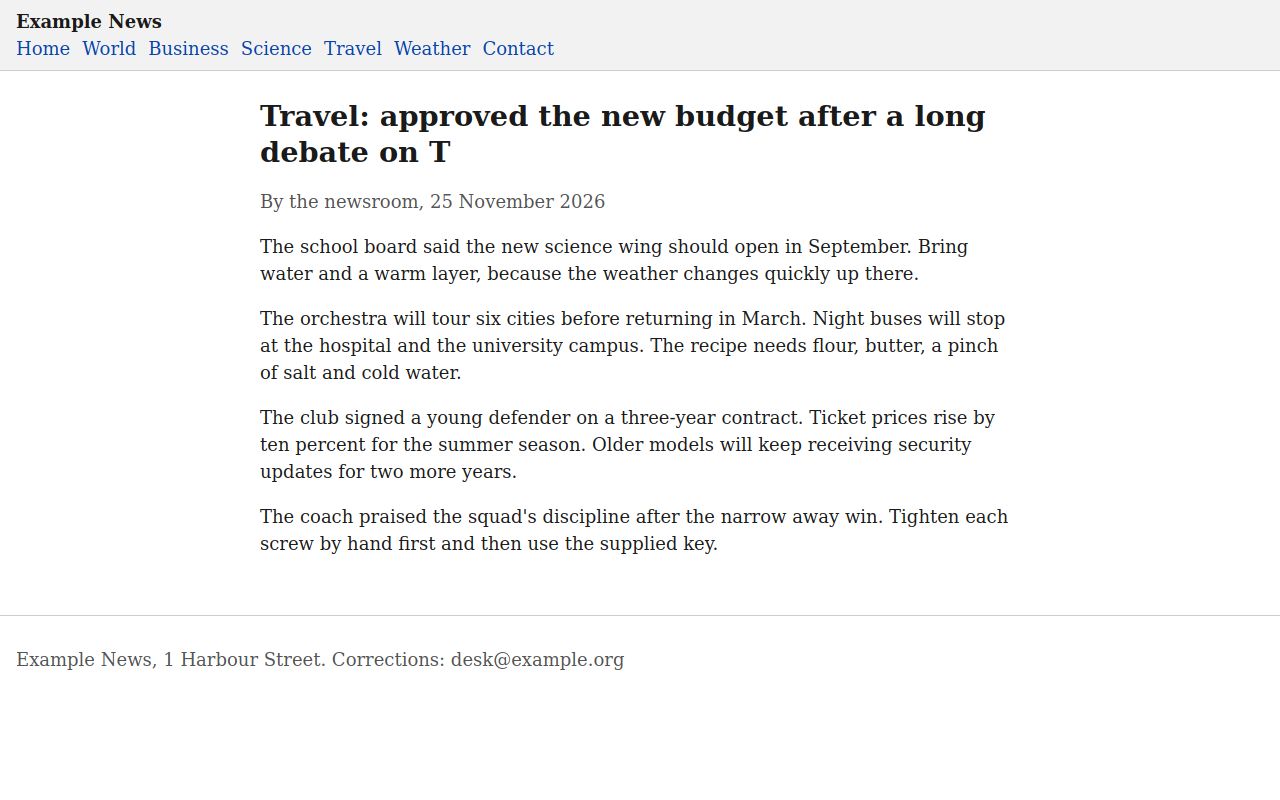 Example News
Home World Business Science Travel Weather Contact
Travel: approved the new budget after a long
debate on T
By the newsroom, 25 November 2026
The school board said the new science wing should open in September. Bring
water and a warm layer, because the weather changes quickly up there.
The orchestra will tour six cities before returning in March. Night buses will stop
at the hospital and the university campus. The recipe needs flour, butter, a pinch
of salt and cold water.
The club signed a young defender on a three-year contract. Ticket prices rise by
ten percent for the summer season. Older models will keep receiving security
updates for two more years.
The coach praised the squad's discipline after the narrow away win. Tighten each
screw by hand first and then use the supplied key.
Example News, 1 Harbour Street. Corrections: desk@example.org